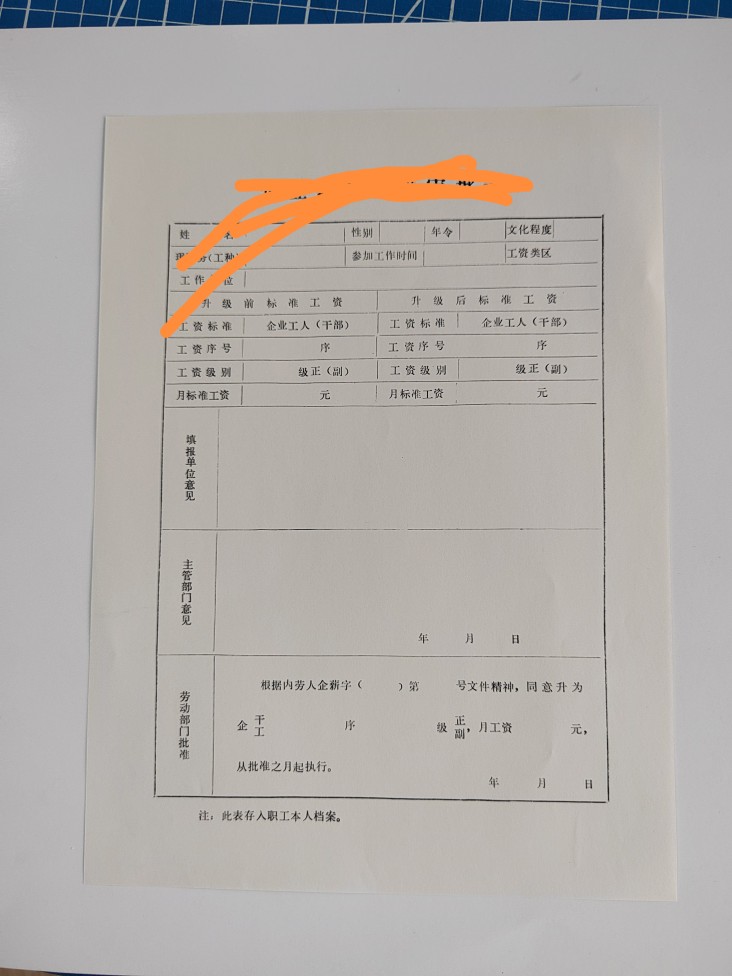 姓 名 性别 年令 文化程度
(工种) 参加工作时间 工资类区
工作单位
升级前标准工资 升级后标准工资
工资标准 企业工人(干部) 工资标准 企业工人(干部)
工资序号 序 工资序号 序
工资级别 级正(副) 工资级别 级正(副)
月标准工资 元 月标准工资 元
填报单位意见
主管部门意见
年 月 日
劳动部门批准
根据内劳人企薪字( )第 号文件精神,同意升为
企 干 工 序 级 正 副,月工资 元,
从批准之月起执行。
年 月 日
注:此表存入职工本人档案。